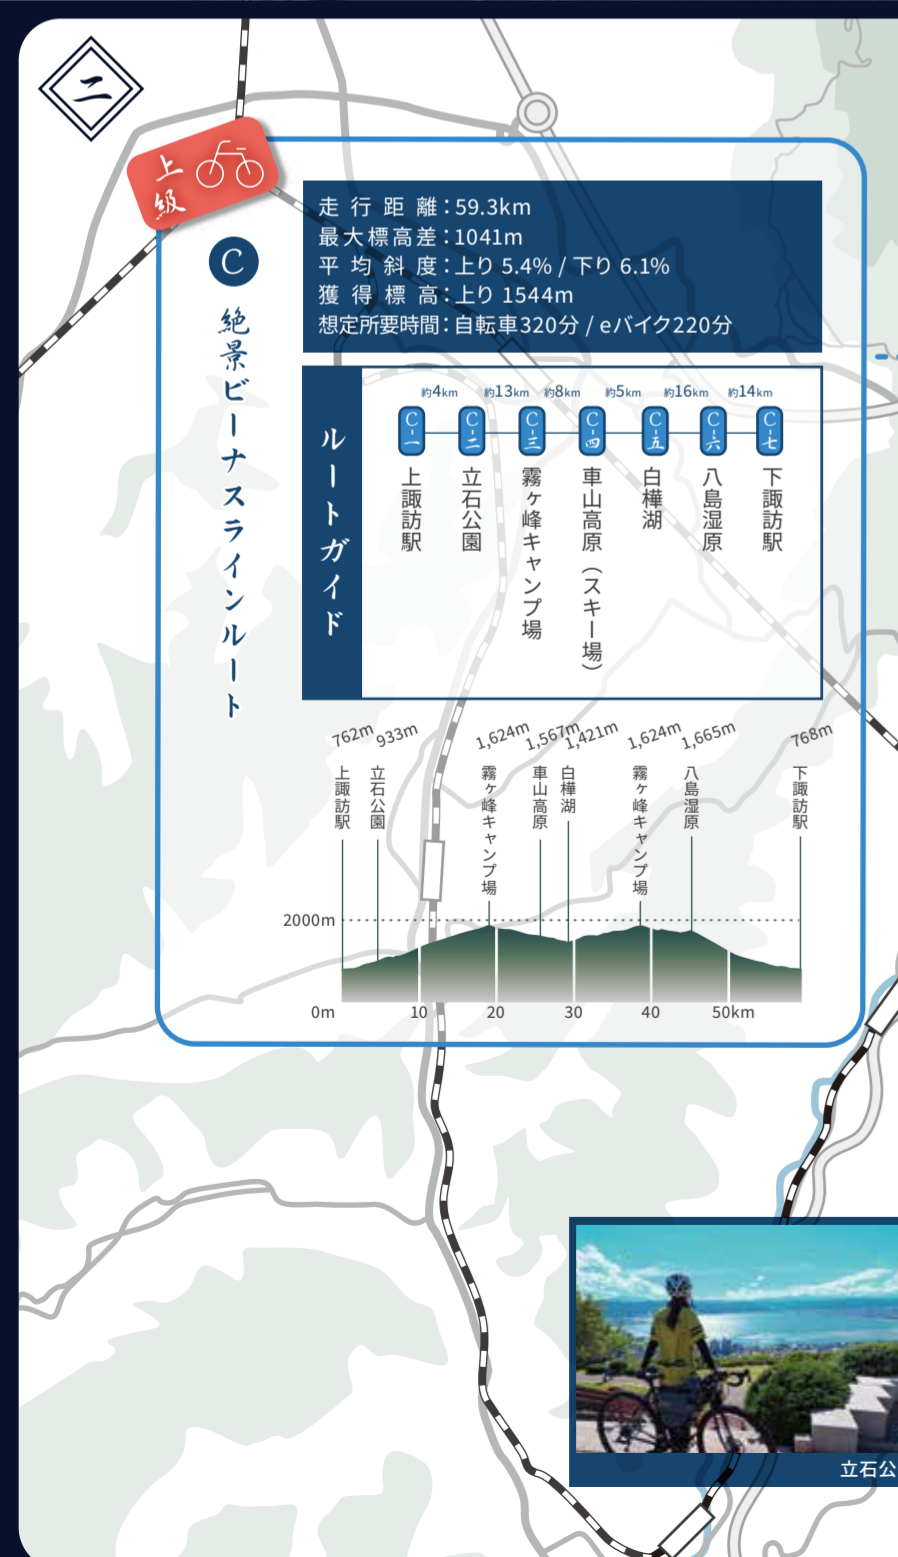 二
上級
C
絶景ビーナスラインルート
走行距離：59.3km
最大標高差：1041m
平均斜度：上り 5.4% / 下り 6.1%
獲得標高：上り 1544m
想定所要時間：自転車320分 / eバイク220分
ルートガイド
約4km 約13km 約8km 約5km 約16km 約14km
C-一 C-二 C-三 C-四 C-五 C-六 C-七
上諏訪駅
立石公園
霧ヶ峰キャンプ場
車山高原（スキー場）
白樺湖
八島湿原
下諏訪駅
762m 933m 1,624m 1,567m 1,421m 1,624m 1,665m 768m
上諏訪駅
立石公園
霧ヶ峰キャンプ場
車山高原
白樺湖
霧ヶ峰キャンプ場
八島湿原
下諏訪駅
2000m
0m 10 20 30 40 50km
立石公